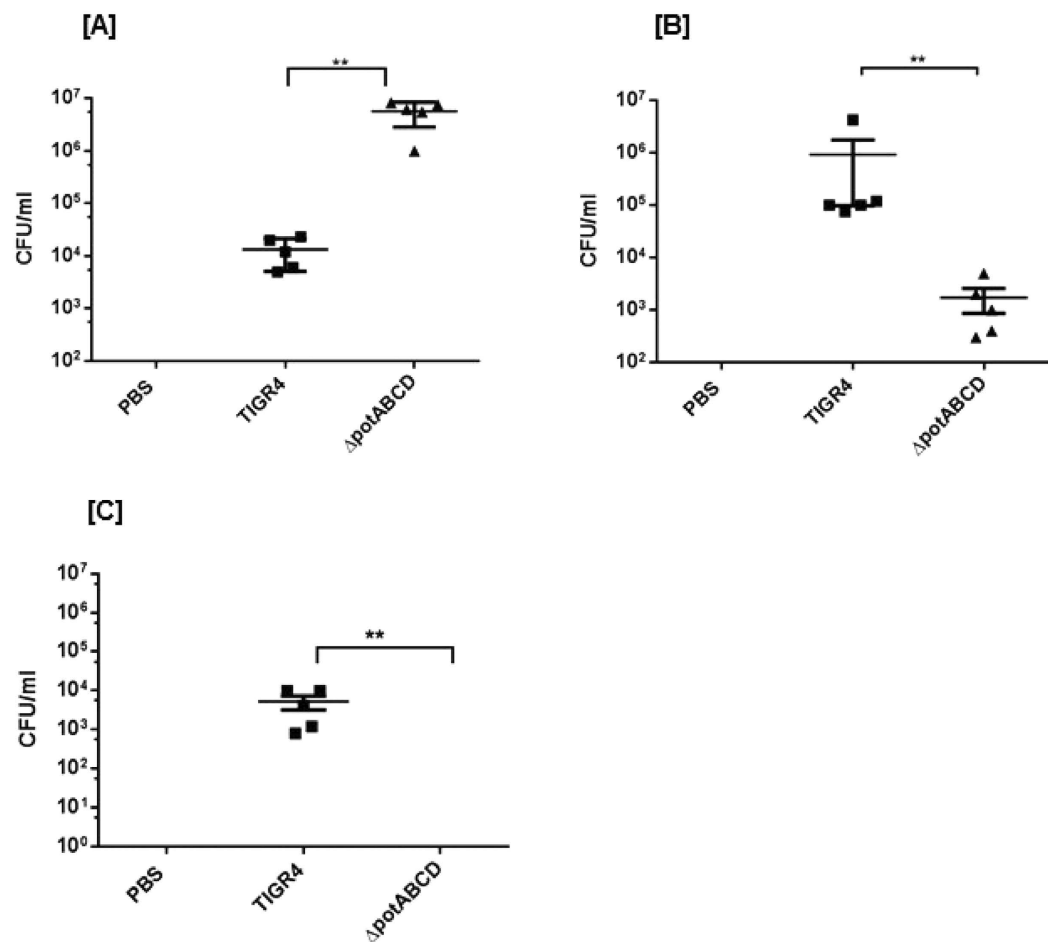 [A]
**
10⁷
10⁶
10⁵
10⁴
10³
10²
CFU/ml
PBS
TIGR4
ΔpotABCD
[B]
**
10⁷
10⁶
10⁵
10⁴
10³
10²
CFU/ml
PBS
TIGR4
ΔpotABCD
[C]
**
10⁷
10⁶
10⁵
10⁴
10³
10²
10¹
10⁰
CFU/ml
PBS
TIGR4
ΔpotABCD